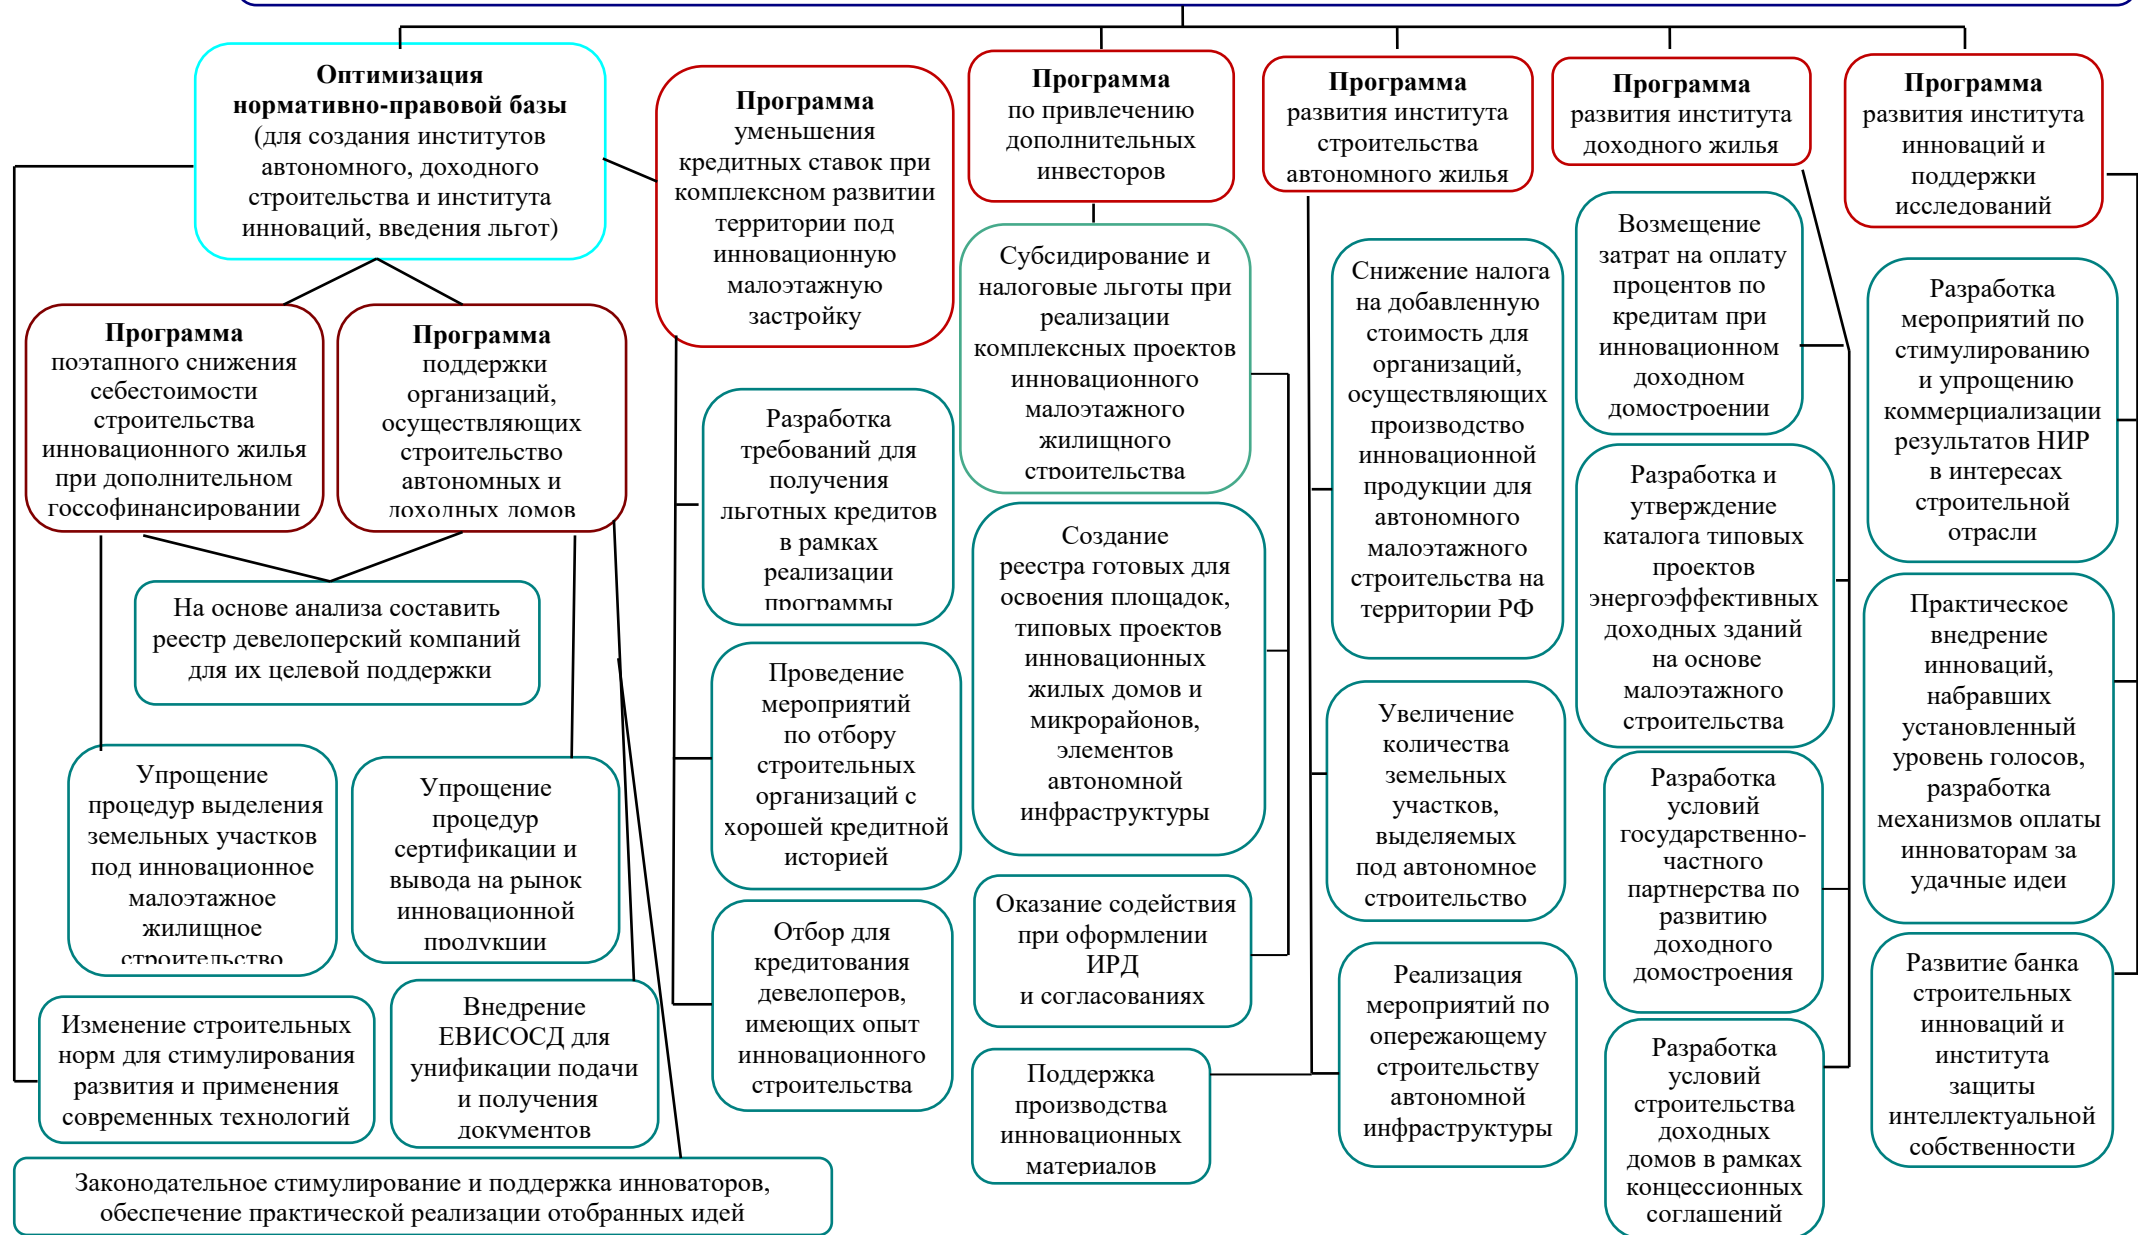 Оптимизация
нормативно-правовой базы
(для создания институтов
автономного, доходного
строительства и института
инноваций, введения льгот)
Программа
уменьшения
кредитных ставок при
комплексном развитии
территории под
инновационную
малоэтажную
застройку
Программа
по привлечению
дополнительных
инвесторов
Программа
развития института
строительства
автономного жилья
Программа
развития института
доходного жилья
Программа
развития института
инноваций и
поддержки
исследований
Программа
поэтапного снижения
себестоимости
строительства
инновационного жилья
при дополнительном
госсофинансировании
Программа
поддержки
организаций,
осуществляющих
строительство
автономных и
доходных домов
На основе анализа составить
реестр девелоперский компаний
для их целевой поддержки
Упрощение
процедур выделения
земельных участков
под инновационное
малоэтажное
жилищное
строительство
Упрощение
процедур
сертификации и
вывода на рынок
инновационной
продукции
Изменение строительных
норм для стимулирования
развития и применения
современных технологий
Внедрение
ЕВИСОСД для
унификации подачи
и получения
документов
Законодательное стимулирование и поддержка инноваторов,
обеспечение практической реализации отобранных идей
Разработка
требований для
получения
льготных кредитов
в рамках
реализации
программы
Проведение
мероприятий
по отбору
строительных
организаций с
хорошей кредитной
историей
Отбор для
кредитования
девелоперов,
имеющих опыт
инновационного
строительства
Субсидирование и
налоговые льготы при
реализации
комплексных проектов
инновационного
малоэтажного
жилищного
строительства
Создание
реестра готовых для
освоения площадок,
типовых проектов
инновационных
жилых домов и
микрорайонов,
элементов
автономной
инфраструктуры
Оказание содействия
при оформлении
ИРД
и согласованиях
Поддержка
производства
инновационных
материалов
Снижение налога
на добавленную
стоимость для
организаций,
осуществляющих
производство
инновационной
продукции для
автономного
малоэтажного
строительства на
территории РФ
Увеличение
количества
земельных
участков,
выделяемых
под автономное
строительство
Реализация
мероприятий по
опережающему
строительству
автономной
инфраструктуры
Возмещение
затрат на оплату
процентов по
кредитам при
инновационном
доходном
домостроении
Разработка и
утверждение
каталога типовых
проектов
энергоэффективных
доходных зданий
на основе
малоэтажного
строительства
Разработка
условий
государственно-
частного
партнерства по
развитию
доходного
домостроения
Разработка
условий
строительства
доходных
домов в рамках
концессионных
соглашений
Разработка
мероприятий по
стимулированию
и упрощению
коммерциализации
результатов НИР
в интересах
строительной
отрасли
Практическое
внедрение
инноваций,
набравших
установленный
уровень голосов,
разработка
механизмов оплаты
инноваторам за
удачные идеи
Развитие банка
строительных
инноваций и
института
защиты
интеллектуальной
собственности